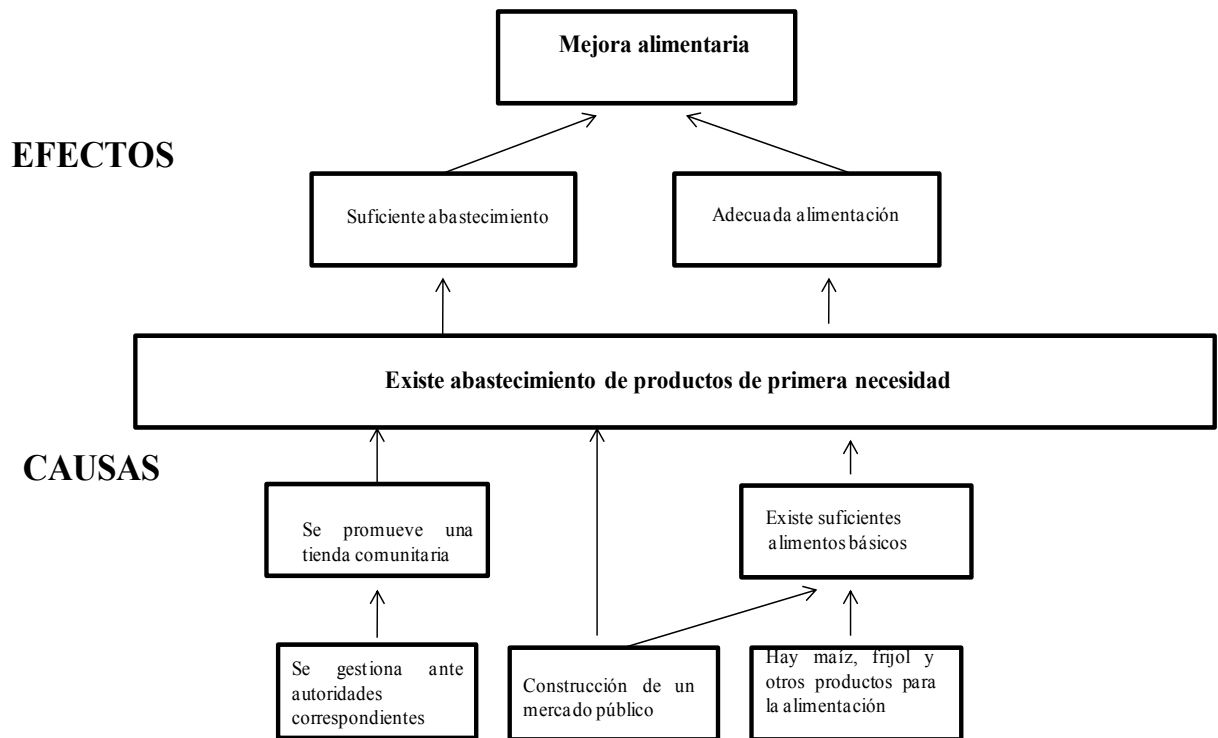 Mejora alimentaria
EFECTOS
Suficiente abastecimiento
Adecuada alimentación
Existe abastecimiento de productos de primera necesidad
CAUSAS
Se promueve una
tienda comunitaria
Existe suficientes
alimentos básicos
Se gestiona ante
autoridades
correspondientes
Construcción de un
mercado público
Hay maíz, frijol y
otros productos para
la alimentación